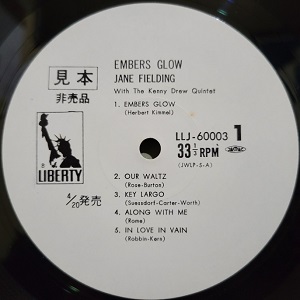 EMBERS GLOW
JANE FIELDING
With The Kenny Drew Quintet
見本
非売品
LIBERTY
4/20発売
1. EMBERS GLOW
(Herbert Kimmel)
LLJ-60003 1
33 1/3 RPM
(JWLP-5-A)
2. OUR WALTZ
(Rose-Burton)
3. KEY LARGO
(Suessdorf-Carter-Worth)
4. ALONG WITH ME
(Rome)
5. IN LOVE IN VAIN
(Robbin-Kern)